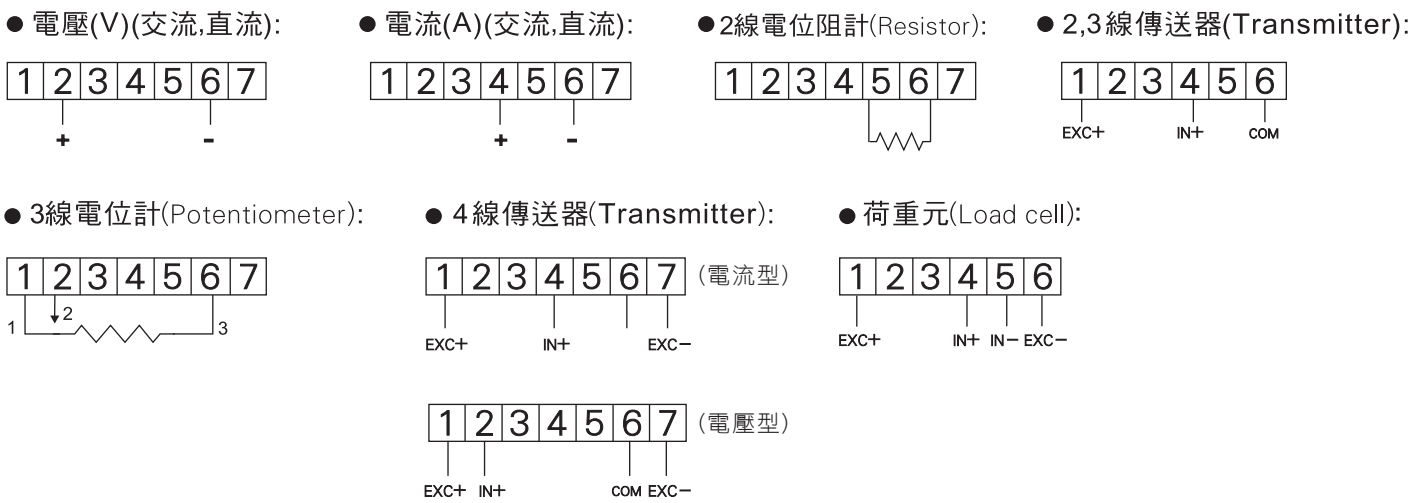 ● 電壓(V)(交流,直流):
1 2 3 4 5 6 7
+ -
● 電流(A)(交流,直流):
1 2 3 4 5 6 7
+ -
● 2線電位阻計(Resistor):
1 2 3 4 5 6 7
● 2,3線傳送器(Transmitter):
1 2 3 4 5 6
EXC+ IN+ COM
● 3線電位計(Potentiometer):
1 2 3 4 5 6 7
1 2 3
● 4線傳送器(Transmitter):
1 2 3 4 5 6 7 (電流型)
EXC+ IN+ EXC−
1 2 3 4 5 6 7 (電壓型)
EXC+ IN+ COM EXC−
● 荷重元(Load cell):
1 2 3 4 5 6
EXC+ IN+ IN− EXC−